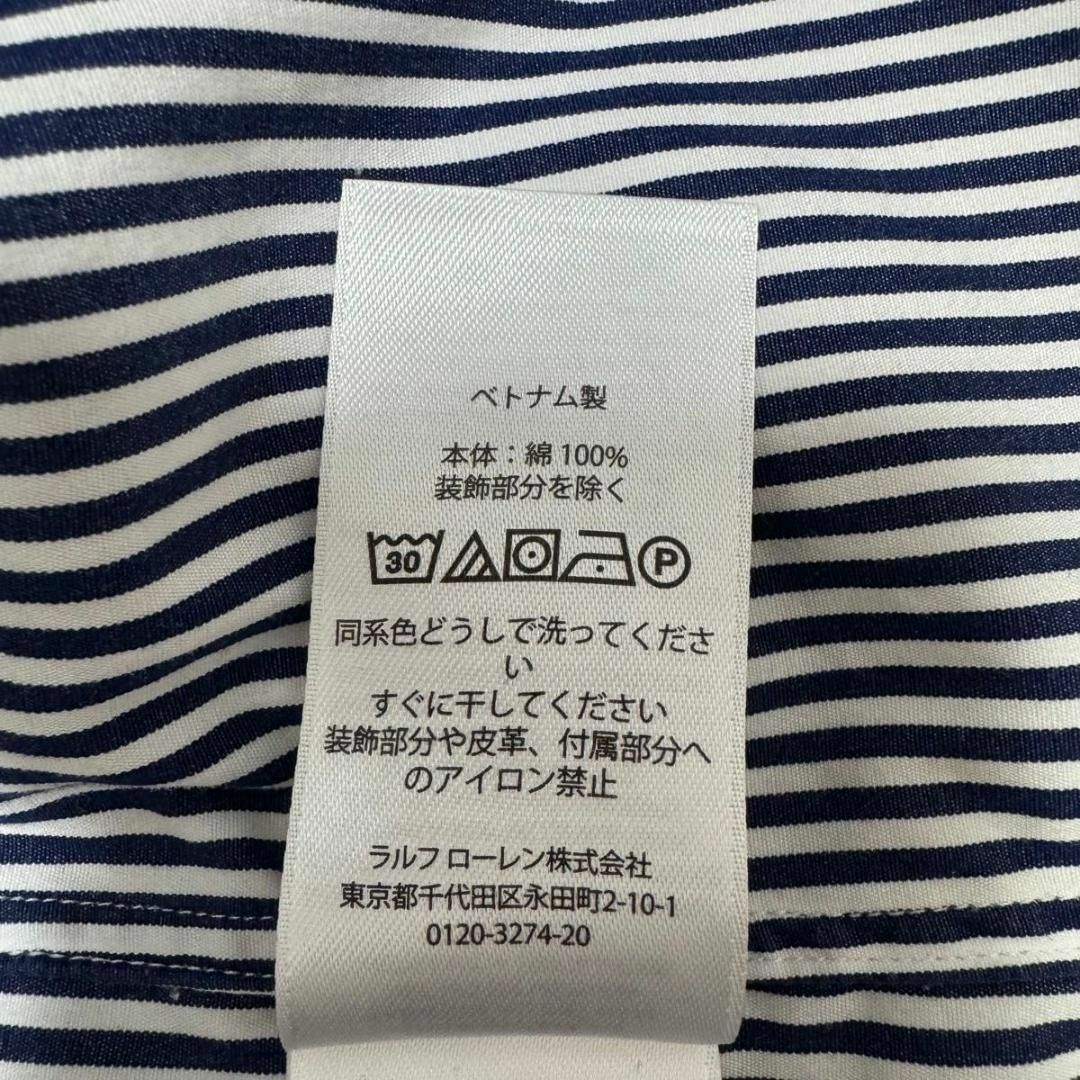 ベトナム製
本体：綿 100%
装飾部分を除く
30 P
同系色どうしで洗ってくださ
い
すぐに干してください
装飾部分や皮革、付属部分へ
のアイロン禁止
ラルフ ローレン株式会社
東京都千代田区永田町2-10-1
0120-3274-20